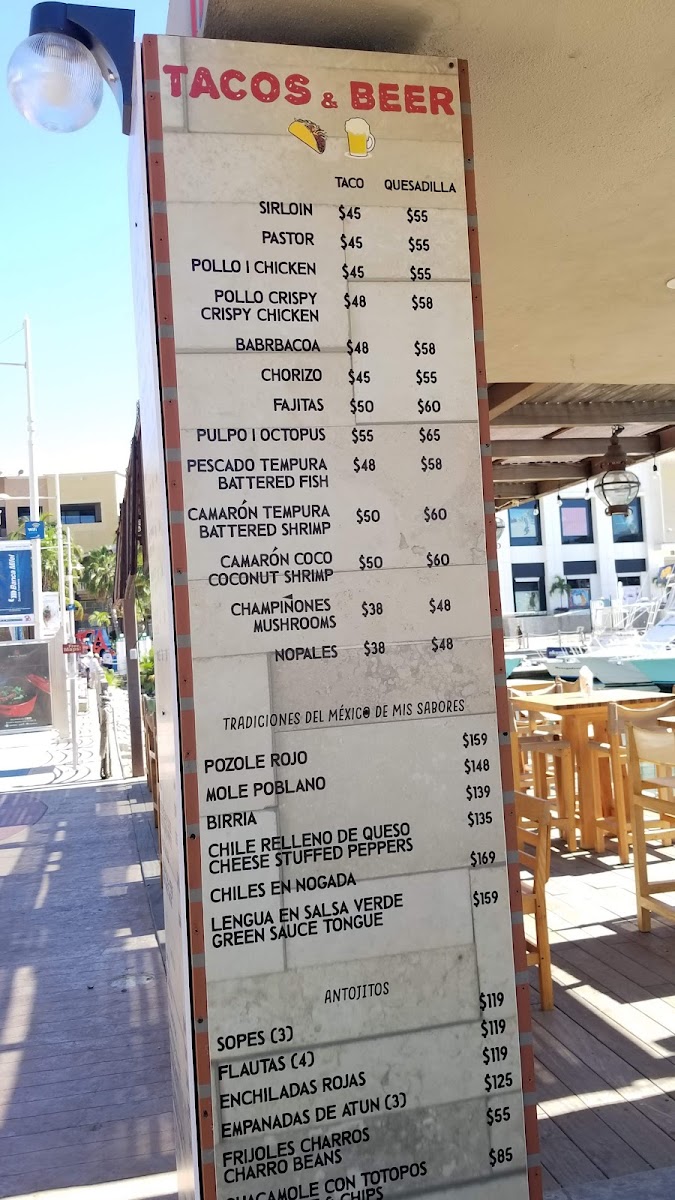 TACOS & BEER
TACO QUESADILLA
SIRLOIN $45 $55
PASTOR $45 $55
POLLO | CHICKEN $45 $55
POLLO CRISPY $48 $58
CRISPY CHICKEN
BABRBACOA $48 $58
CHORIZO $45 $55
FAJITAS $50 $60
PULPO | OCTOPUS $55 $65
PESCADO TEMPURA $48 $58
BATTERED FISH
CAMARÓN TEMPURA $50 $60
BATTERED SHRIMP
CAMARÓN COCO $50 $60
COCONUT SHRIMP
CHAMPIÑONES $38 $48
MUSHROOMS
NOPALES $38 $48
TRADICIONES DEL MÉXICO DE MIS SABORES
POZOLE ROJO $159
MOLE POBLANO $148
BIRRIA $139
CHILE RELLENO DE QUESO $135
CHEESE STUFFED PEPPERS
CHILES EN NOGADA $169
LENGUA EN SALSA VERDE $159
GREEN SAUCE TONGUE
ANTOJITOS
SOPES (3) $119
FLAUTAS (4) $119
ENCHILADAS ROJAS $119
EMPANADAS DE ATUN (3) $125
FRIJOLES CHARROS $55
CHARRO BEANS
GUACAMOLE CON TOTOPOS $85
& CHIPS